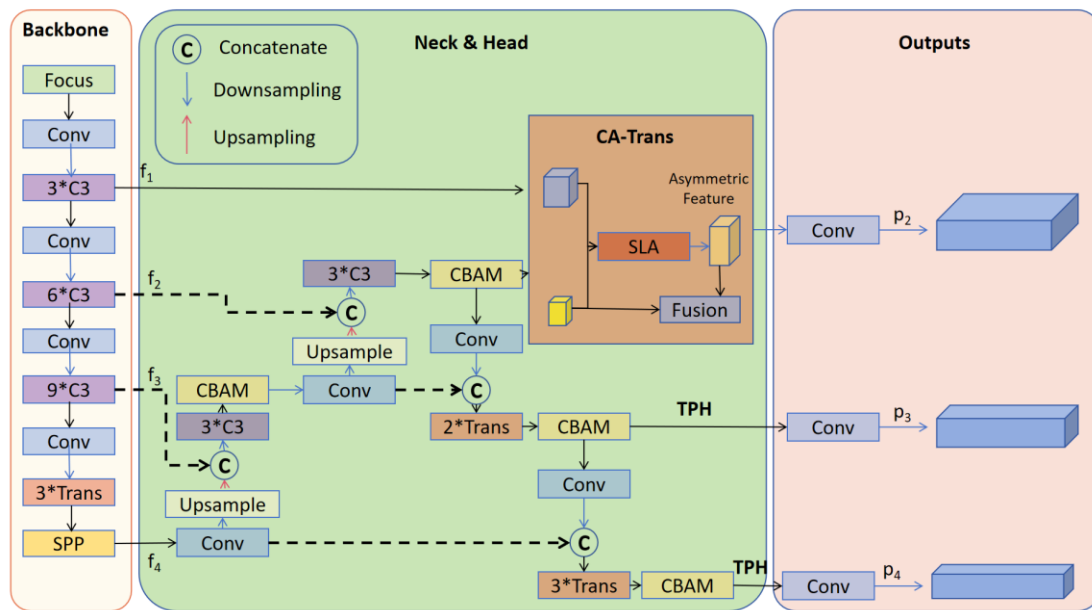 Backbone
Focus
Conv
3*C3
Conv
6*C3
Conv
9*C3
Conv
3*Trans
SPP
Neck & Head
C Concatenate
Downsampling
Upsampling
f1
f2
f3
f4
CA-Trans
Asymmetric
Feature
SLA
Fusion
3*C3
CBAM
C
Conv
Upsample
CBAM
Conv
C
3*C3
2*Trans
CBAM
TPH
C
Conv
Upsample
Conv
C
3*Trans
CBAM
TPH
Outputs
Conv
p2
Conv
p3
Conv
p4